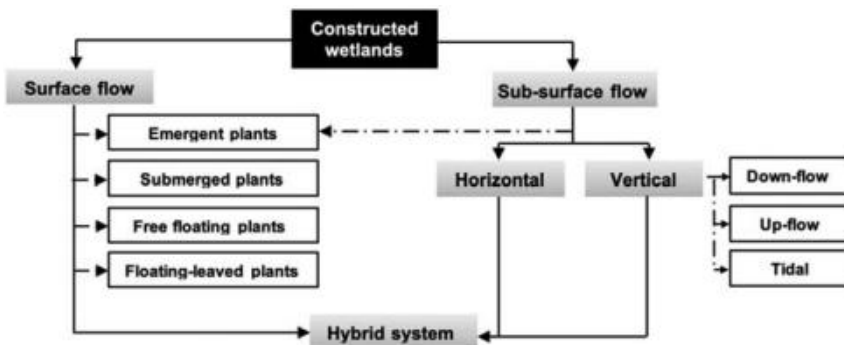 Constructed
wetlands
Surface flow
Sub-surface flow
Emergent plants
Submerged plants
Free floating plants
Floating-leaved plants
Horizontal
Vertical
Down-flow
Up-flow
Tidal
Hybrid system